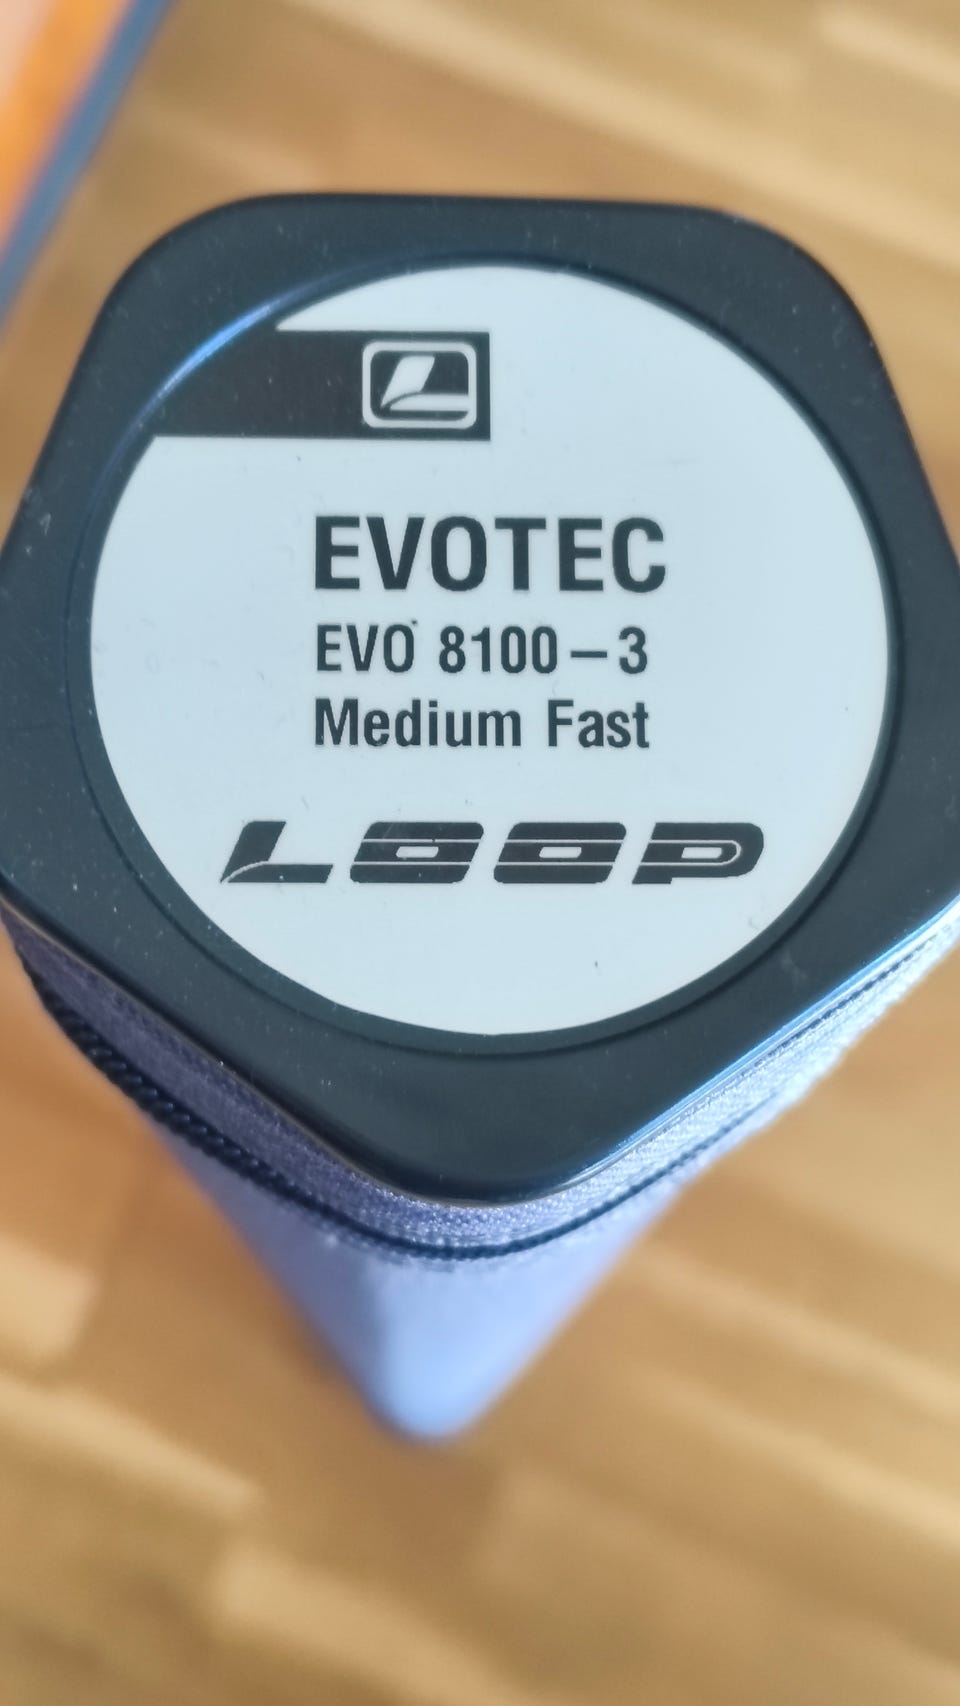 L
EVOTEC
EVO 8100 – 3
Medium Fast
LOOP